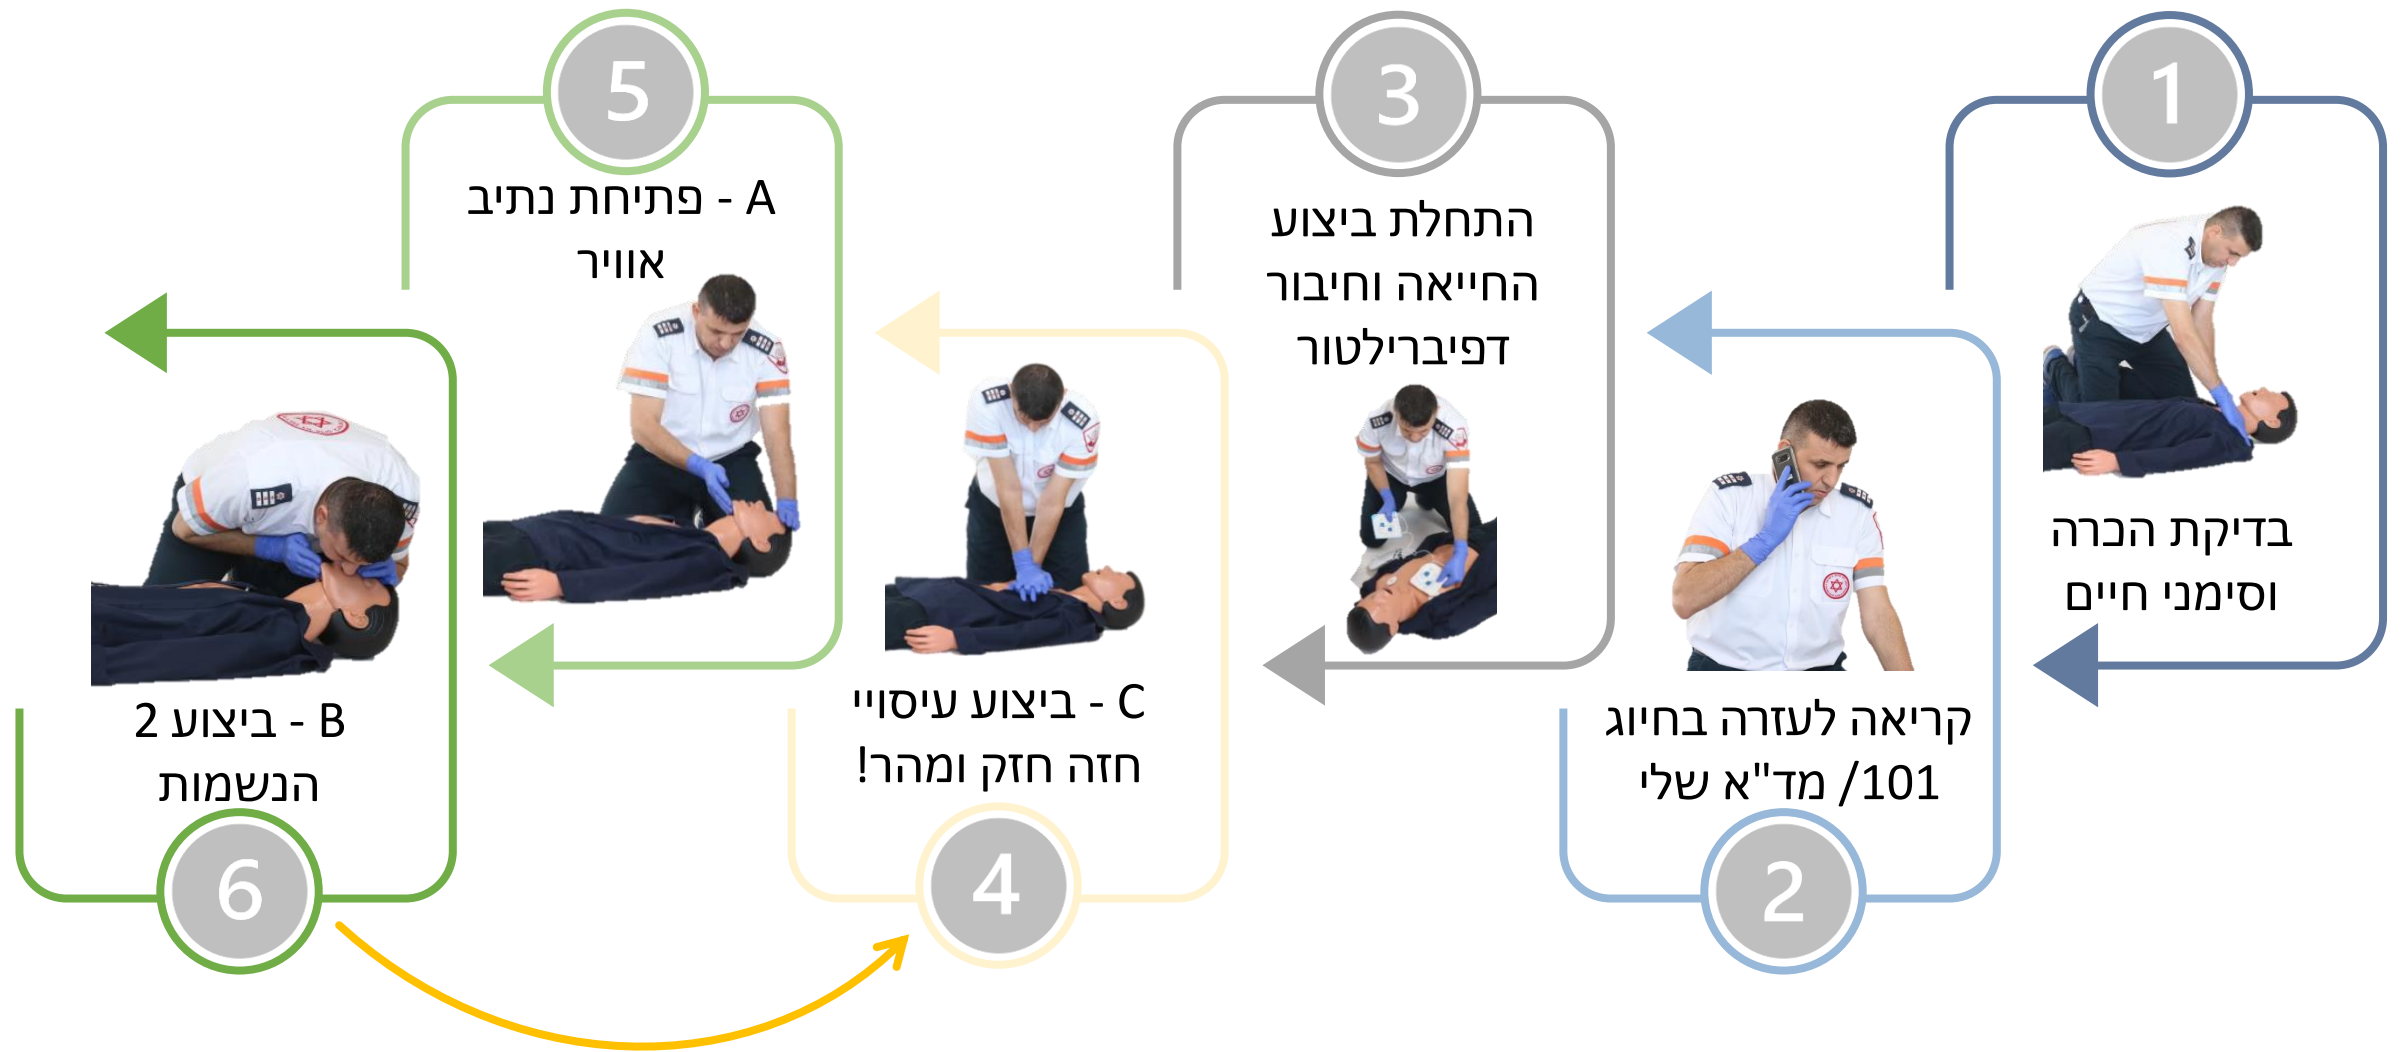 1
בדיקת הכרה
וסימני חיים
קריאה לעזרה בחיוג
101/ מד"א שלי
2
3
התחלת ביצוע
החייאה וחיבור
דפיברילטור
C - ביצוע עיסויי
חזה חזק ומהר!
4
5
A - פתיחת נתיב
אוויר
B - ביצוע 2
הנשמות
6